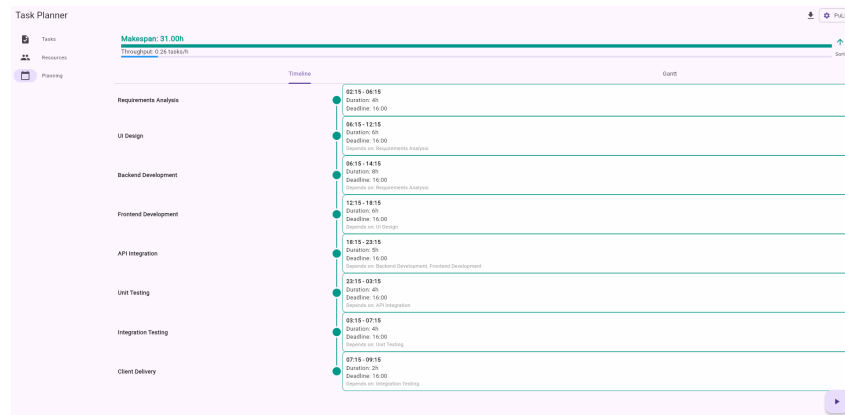 Task Planner
Tasks
Resources
Planning
Makespan: 31.00h
Throughput: 0.26 tasks/h
Timeline
Gantt
Requirements Analysis
02:15 - 06:15
Duration: 4h
Deadline: 16:00
UI Design
06:15 - 12:15
Duration: 6h
Deadline: 16:00
Depends on: Requirements Analysis
Backend Development
06:15 - 14:15
Duration: 8h
Deadline: 16:00
Depends on: Requirements Analysis
Frontend Development
12:15 - 18:15
Duration: 6h
Deadline: 16:00
Depends on: UI Design
API Integration
18:15 - 23:15
Duration: 5h
Deadline: 16:00
Depends on: Backend Development, Frontend Development
Unit Testing
23:15 - 03:15
Duration: 4h
Deadline: 16:00
Depends on: API Integration
Integration Testing
03:15 - 07:15
Duration: 4h
Deadline: 16:00
Depends on: Unit Testing
Client Delivery
07:15 - 09:15
Duration: 2h
Deadline: 16:00
Depends on: Integration Testing